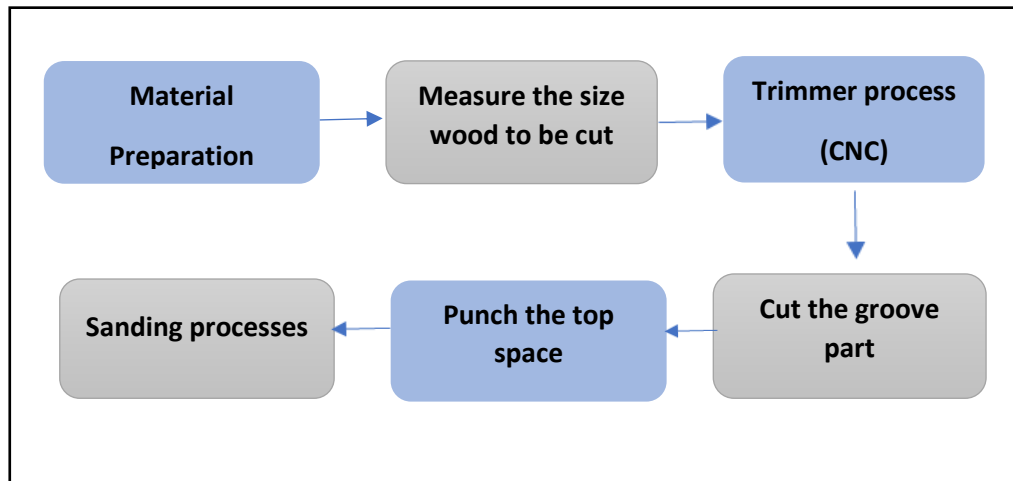 Material
Preparation
Measure the size
wood to be cut
Trimmer process
(CNC)
Cut the groove
part
Punch the top
space
Sanding processes